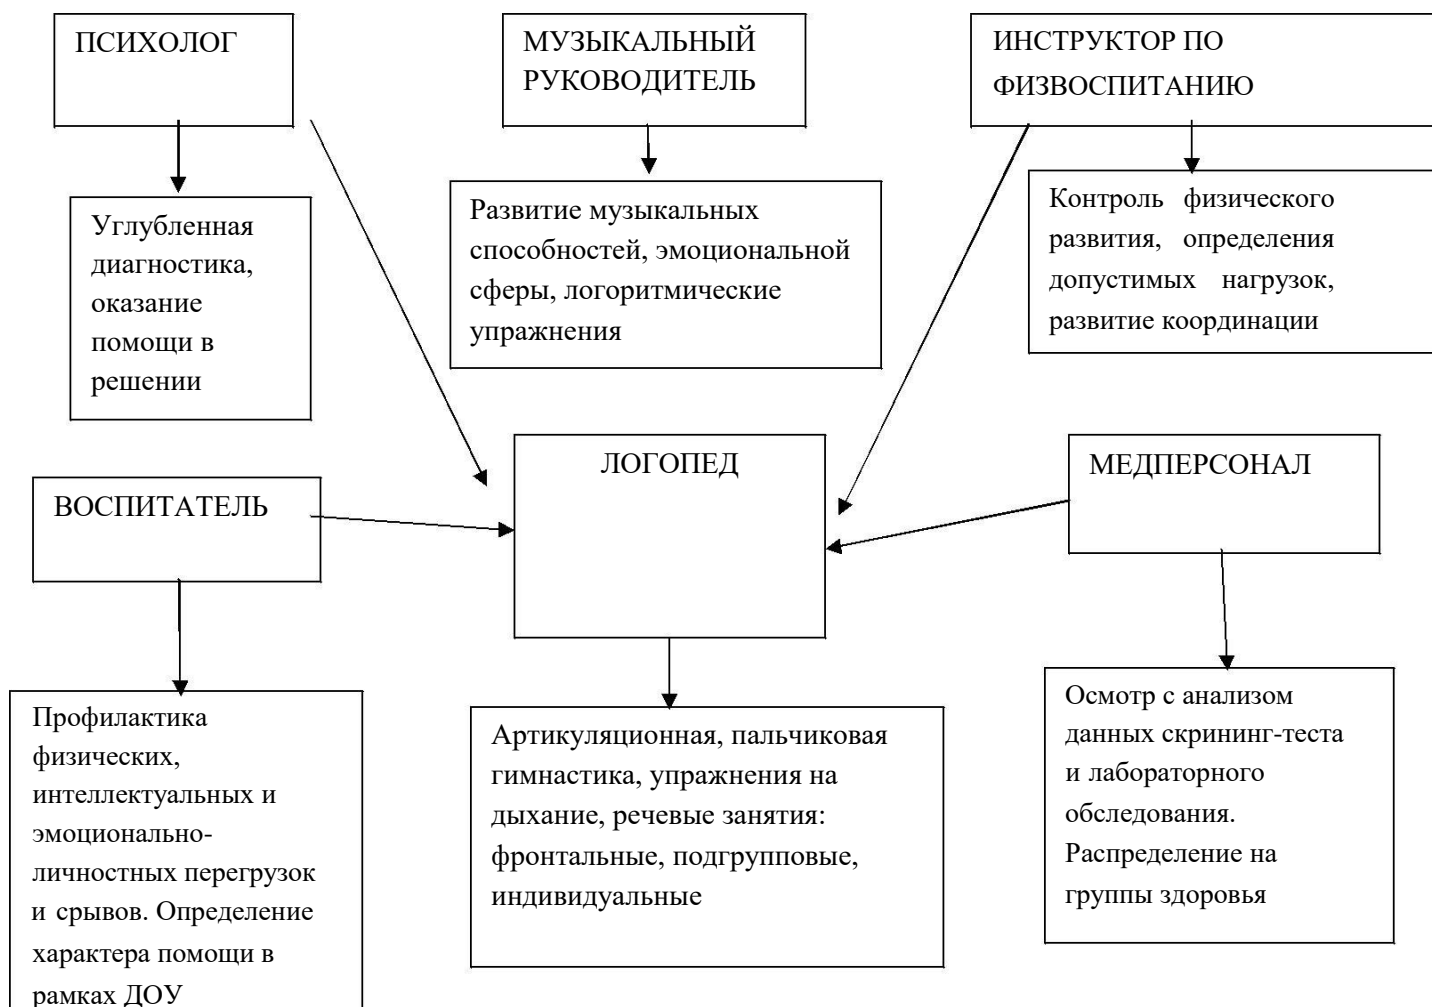 ПСИХОЛОГ
МУЗЫКАЛЬНЫЙ
РУКОВОДИТЕЛЬ
ИНСТРУКТОР ПО
ФИЗВОСПИТАНИЮ
Углубленная
диагностика,
оказание
помощи в
решении
Развитие музыкальных
способностей, эмоциональной
сферы, логоритмические
упражнения
Контроль физического
развития, определения
допустимых нагрузок,
развитие координации
ВОСПИТАТЕЛЬ
ЛОГОПЕД
МЕДПЕРСОНАЛ
Профилактика
физических,
интеллектуальных и
эмоционально-
личностных перегрузок
и срывов. Определение
характера помощи в
рамках ДОУ
Артикуляционная, пальчиковая
гимнастика, упражнения на
дыхание, речевые занятия:
фронтальные, подгрупповые,
индивидуальные
Осмотр с анализом
данных скрининг-теста
и лабораторного
обследования.
Распределение на
группы здоровья